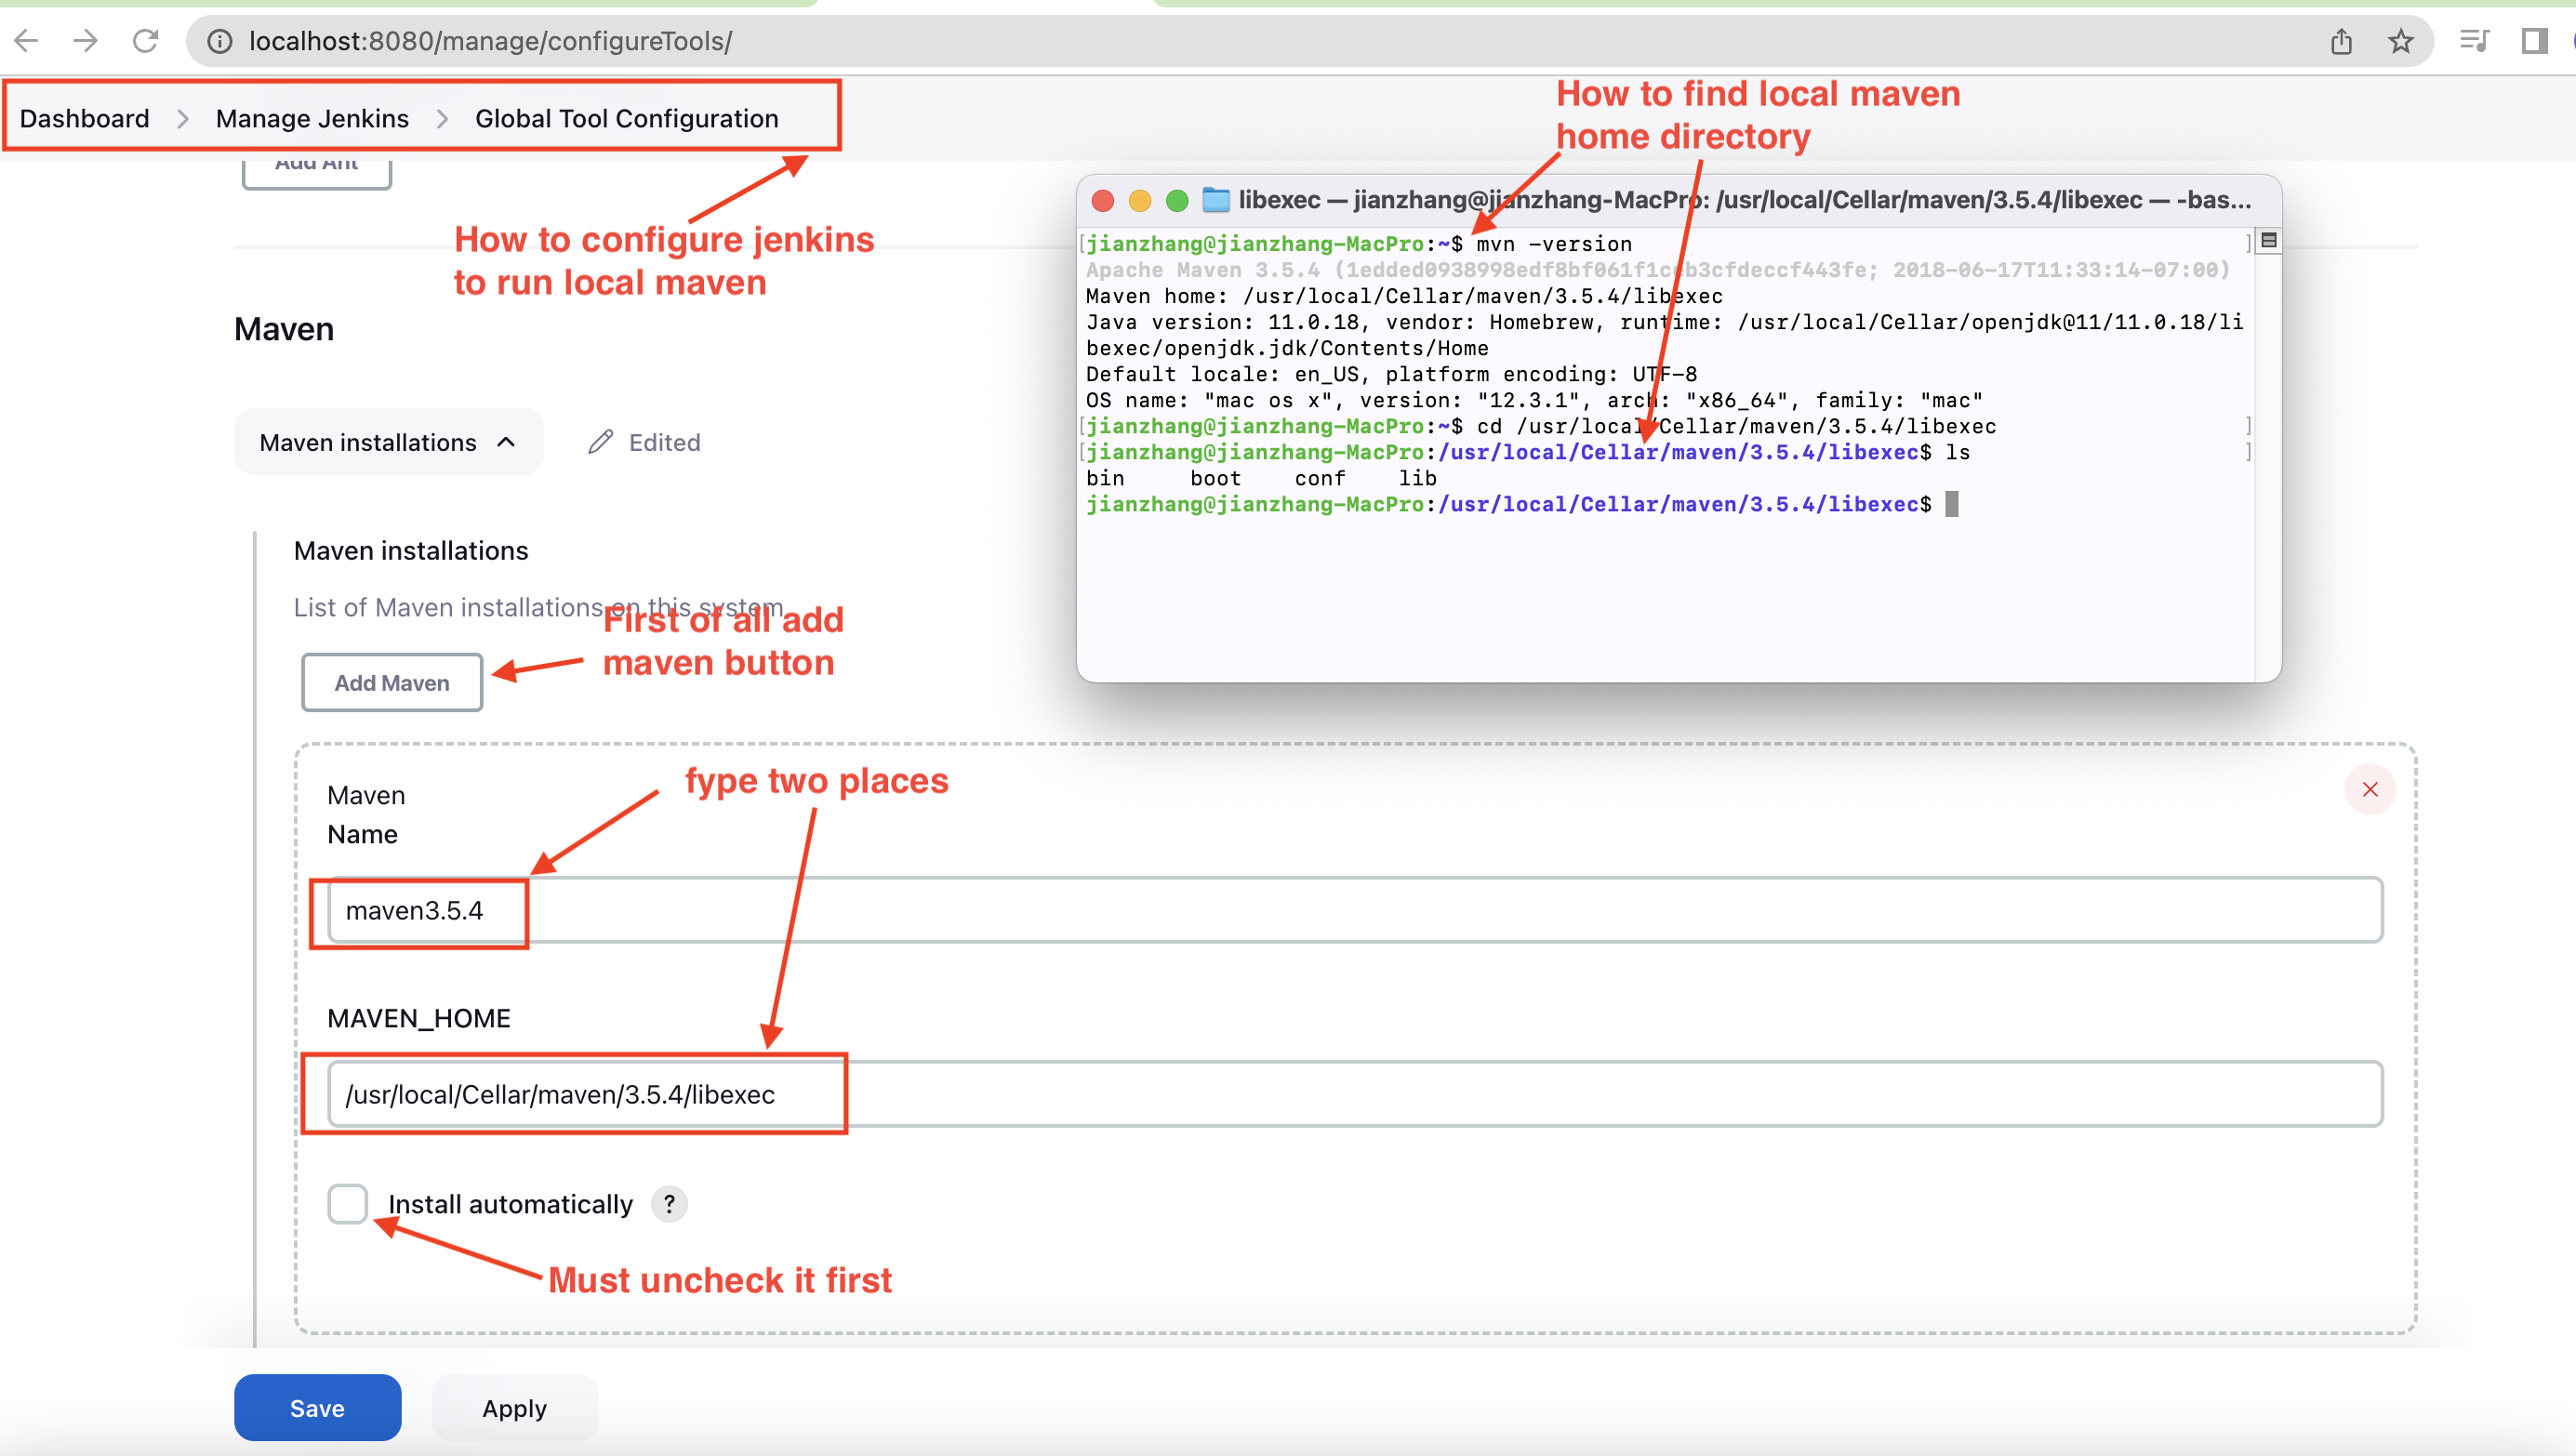 localhost:8080/manage/configureTools/
Dashboard > Manage Jenkins > Global Tool Configuration
Add Ant
How to configure jenkins
to run local maven
How to find local maven
home directory
libexec — jianzhang@jianzhang-MacPro: /usr/local/Cellar/maven/3.5.4/libexec — -bas...
[jianzhang@jianzhang-MacPro:~$ mvn -version ]
Apache Maven 3.5.4 (1edded0938998edf8bf061f1ceb3cfdeccf443fe; 2018-06-17T11:33:14-07:00)
Maven home: /usr/local/Cellar/maven/3.5.4/libexec
Java version: 11.0.18, vendor: Homebrew, runtime: /usr/local/Cellar/openjdk@11/11.0.18/li
bexec/openjdk.jdk/Contents/Home
Default locale: en_US, platform encoding: UTF-8
OS name: "mac os x", version: "12.3.1", arch: "x86_64", family: "mac"
[jianzhang@jianzhang-MacPro:~$ cd /usr/local/Cellar/maven/3.5.4/libexec ]
[jianzhang@jianzhang-MacPro:/usr/local/Cellar/maven/3.5.4/libexec$ ls ]
bin boot conf lib
jianzhang@jianzhang-MacPro:/usr/local/Cellar/maven/3.5.4/libexec$
Maven
Maven installations
Edited
Maven installations
List of Maven installations on this system
First of all add
maven button
Add Maven
fype two places
Maven
Name
maven3.5.4
MAVEN_HOME
/usr/local/Cellar/maven/3.5.4/libexec
Install automatically ?
Must uncheck it first
Save
Apply